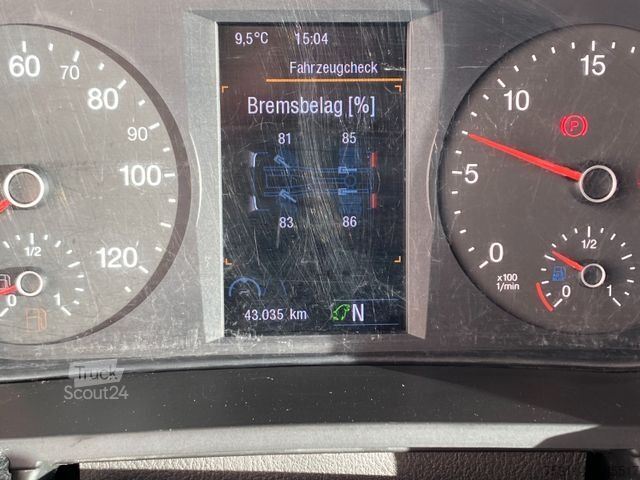 9,5°C 15:04
Fahrzeugcheck
Bremsbelag [%]
81 85
83 86
43.035 km N
60 70 80 90 100 120
1/2
0 1
0 5 10 15
x100
1/min
P
1/2
0 1
Truck
Scout24